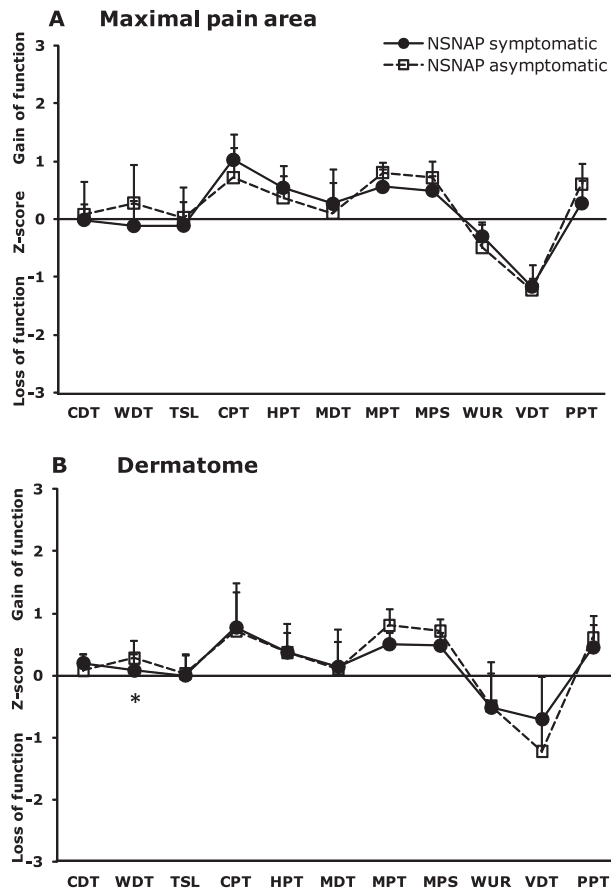 A Maximal pain area
NSNAP symptomatic
NSNAP asymptomatic
3
2
1
0
-1
-2
-3
Gain of function
Z-score
Loss of function
CDT WDT TSL CPT HPT MDT MPT MPS WUR VDT PPT
B Dermatome
3
2
1
0
-1
-2
-3
Gain of function
Z-score
Loss of function
*
CDT WDT TSL CPT HPT MDT MPT MPS WUR VDT PPT